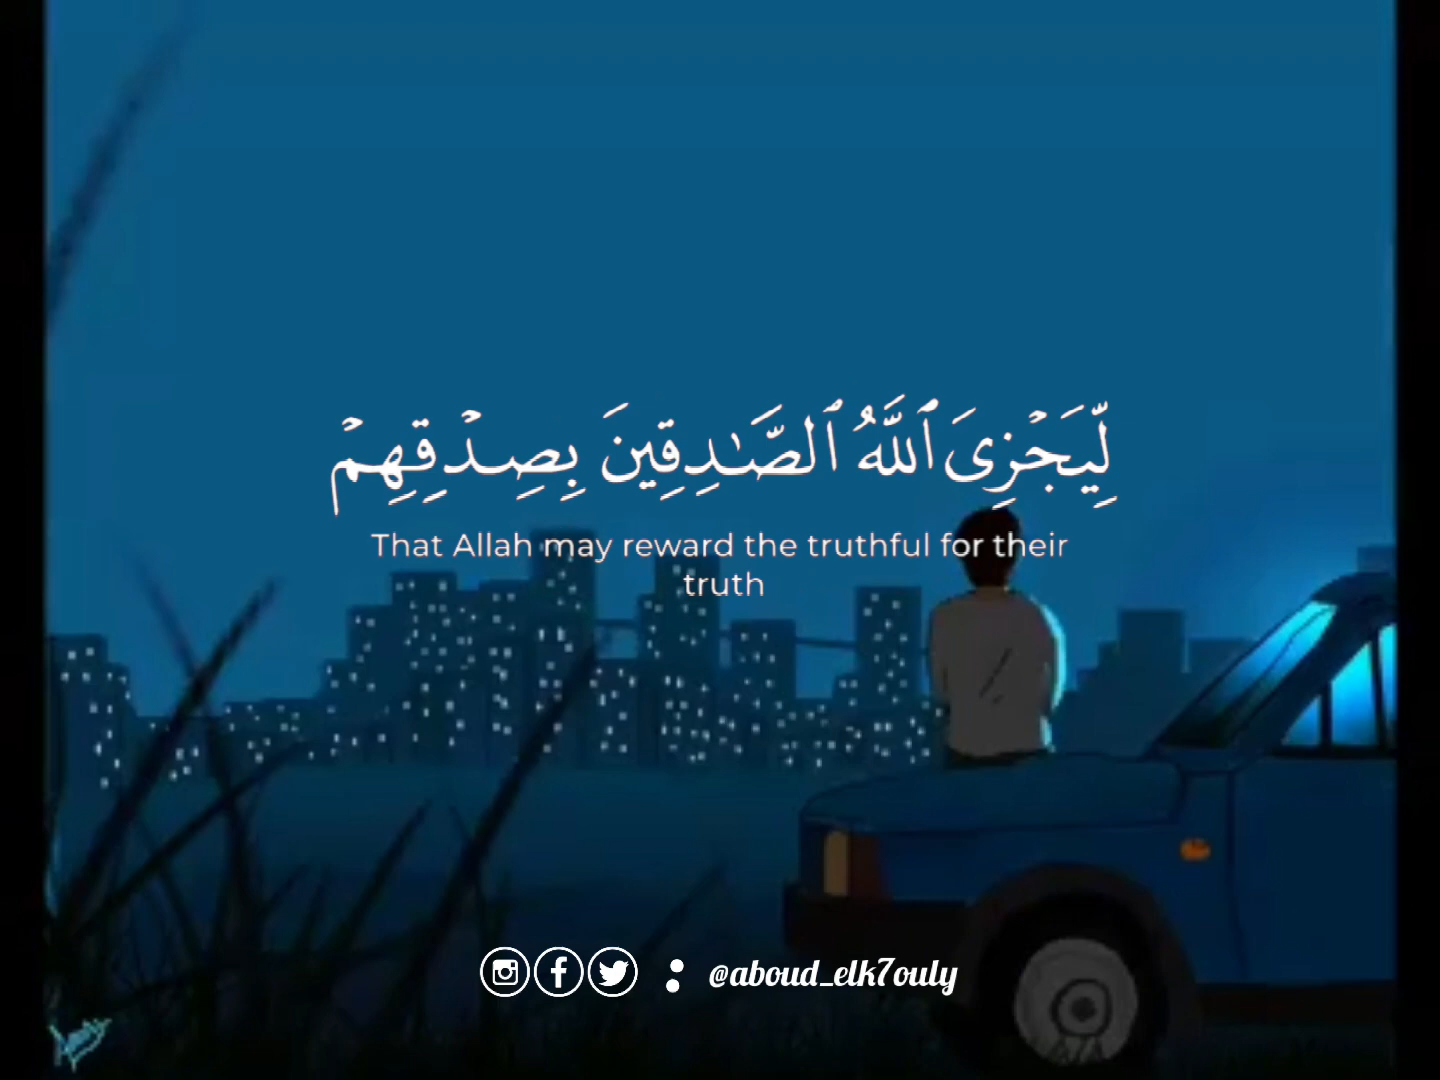 لِّيَجۡزِيَ ٱللَّهُ ٱلصَّـٰدِقِينَ بِصِدۡقِهِمۡ
That Allah may reward the truthful for their
truth
: @aboud_elk7ouly